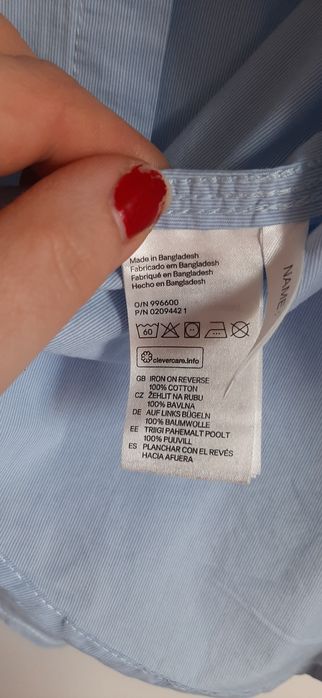 Made in Bangladesh
Fabricado em Bangladesh
Fabriqué en Bangladesh
Hecho en Bangladesh
O/N 996600
P/N 02094421
60
clevercare.info
GB IRON ON REVERSE
100% COTTON
CZ ŽEHLIT NA RUBU
100% BAVLNA
DE AUF LINKS BÜGELN
100% BAUMWOLLE
EE TRIIGI PAHEMALT POOLT
100% PUUVILL
ES PLANCHAR CON EL REVÉS
HACIA AFUERA
NAME